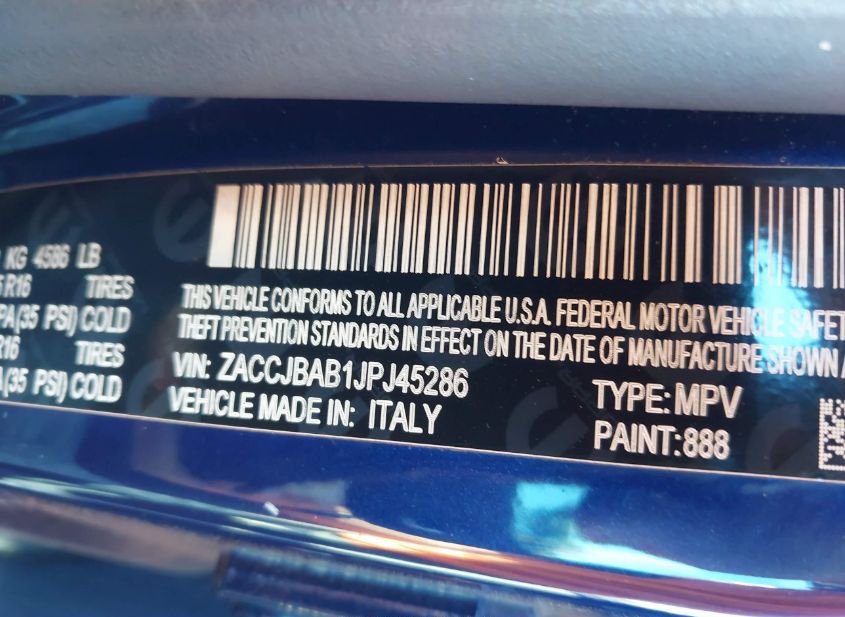 KG 4586 LB
R16 TIRES
PA(35 PSI) COLD
R16 TIRES
(35 PSI) COLD
THIS VEHICLE CONFORMS TO ALL APPLICABLE U.S.A. FEDERAL MOTOR VEHICLE SAFET
THEFT PREVENTION STANDARDS IN EFFECT ON THE DATE OF MANUFACTURE SHOWN
VIN: ZACCJBAB1JPJ45286
TYPE: MPV
VEHICLE MADE IN: ITALY
PAINT: 888